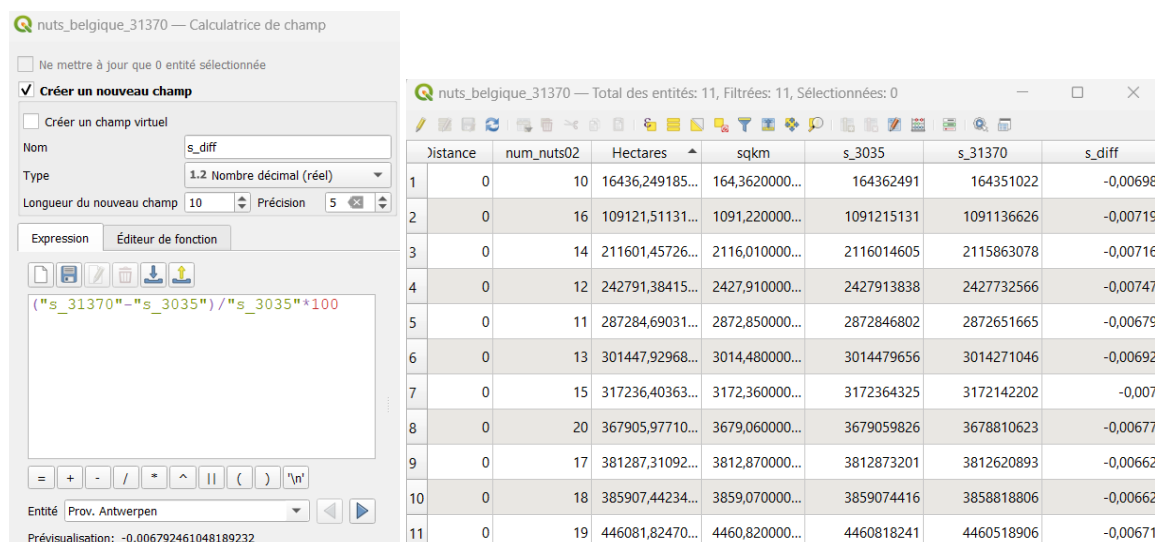 nuts_belgique_31370 — Calculatrice de champ
Ne mettre à jour que 0 entité sélectionnée
Créer un nouveau champ
Créer un champ virtuel
Nom s_diff
Type 1.2 Nombre décimal (réel)
Longueur du nouveau champ 10 Précision 5
Expression Éditeur de fonction
("s_31370"-"s_3035")/"s_3035"*100
= + - / * ^ || ( ) '\n'
Entité Prov. Antwerpen
Prévisualisation: -0.006792461048189232
nuts_belgique_31370 — Total des entités: 11, Filtrées: 11, Sélectionnées: 0
Distance num_nuts02 Hectares sqkm s_3035 s_31370 s_diff
1 0 10 16436,249185... 164,3620000... 164362491 164351022 -0,00698
2 0 16 109121,51131... 1091,220000... 1091215131 1091136626 -0,00719
3 0 14 211601,45726... 2116,010000... 2116014605 2115863078 -0,00716
4 0 12 242791,38415... 2427,910000... 2427913838 2427732566 -0,00747
5 0 11 287284,69031... 2872,850000... 2872846802 2872651665 -0,00679
6 0 13 301447,92968... 3014,480000... 3014479656 3014271046 -0,00692
7 0 15 317236,40363... 3172,360000... 3172364325 3172142202 -0,007
8 0 20 367905,97710... 3679,060000... 3679059826 3678810623 -0,00677
9 0 17 381287,31092... 3812,870000... 3812873201 3812620893 -0,00662
10 0 18 385907,44234... 3859,070000... 3859074416 3858818806 -0,00662
11 0 19 446081,82470... 4460,820000... 4460818241 4460518906 -0,00671